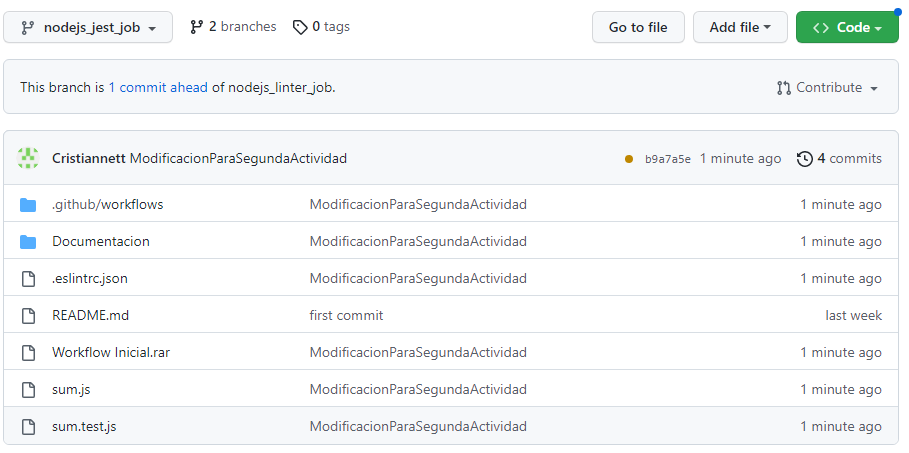 nodejs_jest_job 2 branches 0 tags Go to file Add file Code
This branch is 1 commit ahead of nodejs_linter_job. Contribute
Cristiannett ModificacionParaSegundaActividad b9a7a5e 1 minute ago 4 commits
.github/workflows ModificacionParaSegundaActividad 1 minute ago
Documentacion ModificacionParaSegundaActividad 1 minute ago
.eslintrc.json ModificacionParaSegundaActividad 1 minute ago
README.md first commit last week
Workflow Inicial.rar ModificacionParaSegundaActividad 1 minute ago
sum.js ModificacionParaSegundaActividad 1 minute ago
sum.test.js ModificacionParaSegundaActividad 1 minute ago